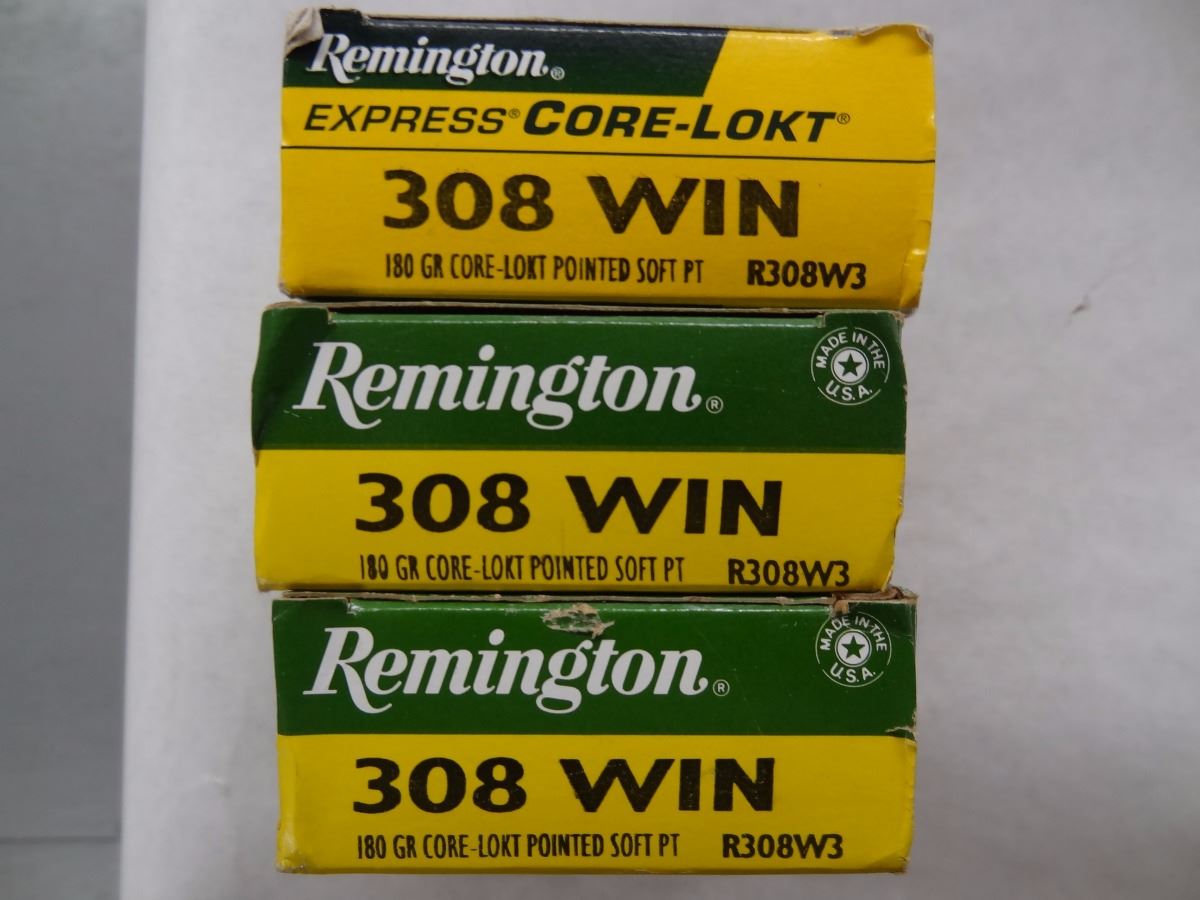 Remington®
EXPRESS® CORE-LOKT®
308 WIN
180 GR CORE-LOKT POINTED SOFT PT R308W3
Remington®
MADE IN THE U.S.A.
308 WIN
180 GR CORE-LOKT POINTED SOFT PT R308W3
Remington®
MADE IN THE U.S.A.
308 WIN
180 GR CORE-LOKT POINTED SOFT PT R308W3